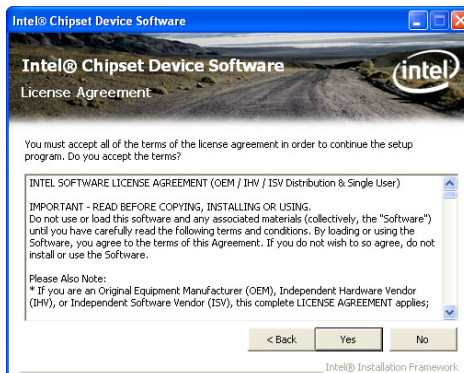 Intel® Chipset Device Software
Intel® Chipset Device Software
License Agreement
intel
You must accept all of the terms of the license agreement in order to continue the setup
program. Do you accept the terms?
INTEL SOFTWARE LICENSE AGREEMENT (OEM / IHV / ISV Distribution & Single User)
IMPORTANT - READ BEFORE COPYING, INSTALLING OR USING.
Do not use or load this software and any associated materials (collectively, the "Software")
until you have carefully read the following terms and conditions. By loading or using the
Software, you agree to the terms of this Agreement. If you do not wish to so agree, do not
install or use the Software.
Please Also Note:
* If you are an Original Equipment Manufacturer (OEM), Independent Hardware Vendor
(IHV), or Independent Software Vendor (ISV), this complete LICENSE AGREEMENT applies;
< Back Yes No
Intel® Installation Framework